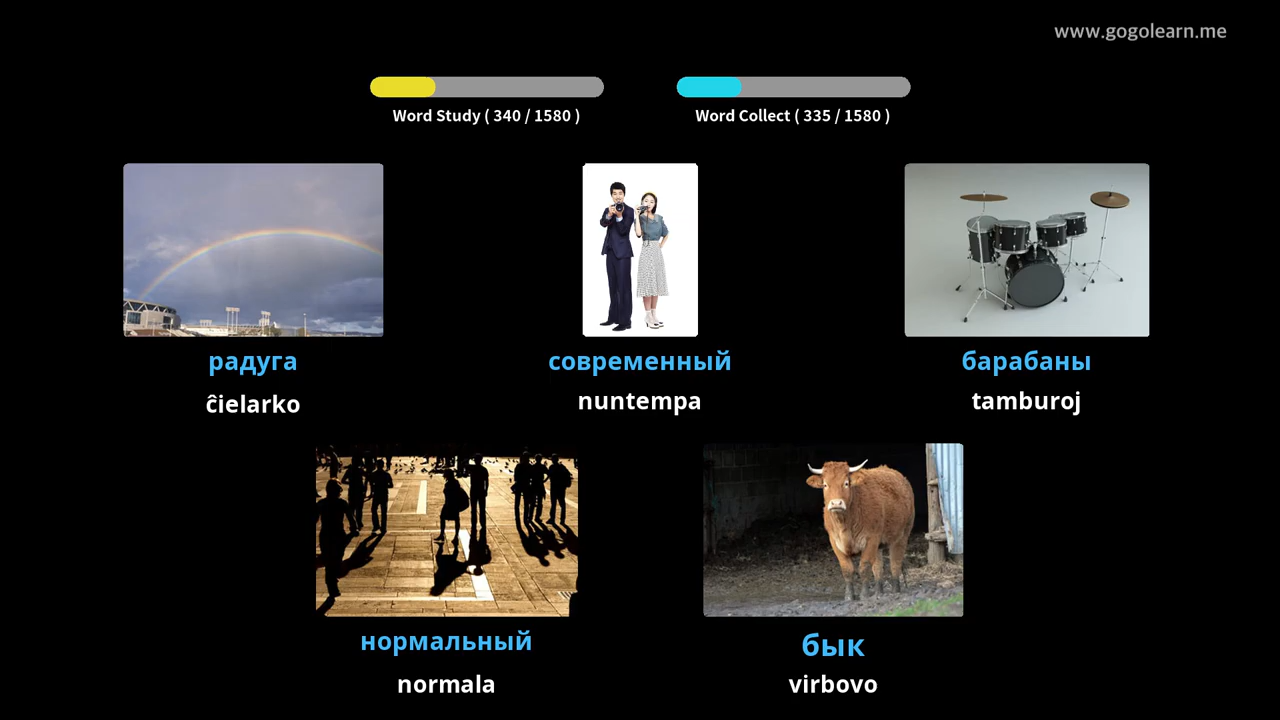 www.gogolearn.me
Word Study ( 340 / 1580 )
Word Collect ( 335 / 1580 )
радуга
современный
барабаны
ĉielarko
nuntempa
tamburoj
нормальный
бык
normala
virbovo